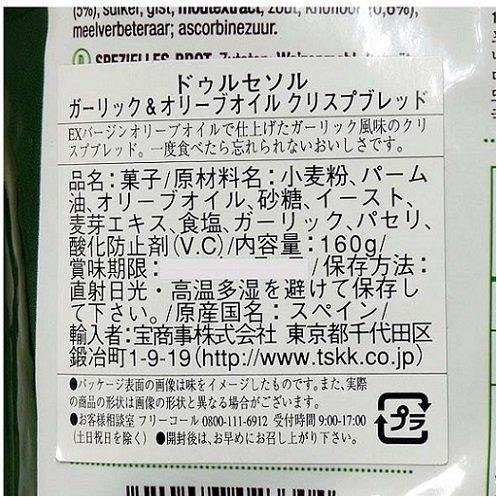 (5%), suiker, gist, moutextract, zout, knoflook (0,8%),
meelverbeteraar; ascorbinezuur.
D SPEZIELLES BROT
ドゥルセソル
ガーリック&オリーブオイル クリスプブレッド
EXバージンオリーブオイルで仕上げたガーリック風味のクリ
スプブレッド。一度食べたら忘れられないおいしさです。
品名:菓子/原材料名:小麦粉、パーム
油、オリーブオイル、砂糖、イースト、
麦芽エキス、食塩、ガーリック、パセリ、
酸化防止剤(V.C)/内容量:160g/
賞味期限: /保存方法:
直射日光・高温多湿を避けて保存し
て下さい。/原産国名:スペイン/
輸入者:宝商事株式会社 東京都千代田区
鍛冶町1-9-19(http://www.tskk.co.jp)
●パッケージ表面の画像は味をイメージしたものです。また、実際
の商品の形状は画像の形状と異なる場合がございます。
●お客様相談室 フリーコール 0800-111-6912 受付時間 9:00-17:00
(土日祝日を除く) ●開封後は、お早めにお召し上がり下さい。
プラ